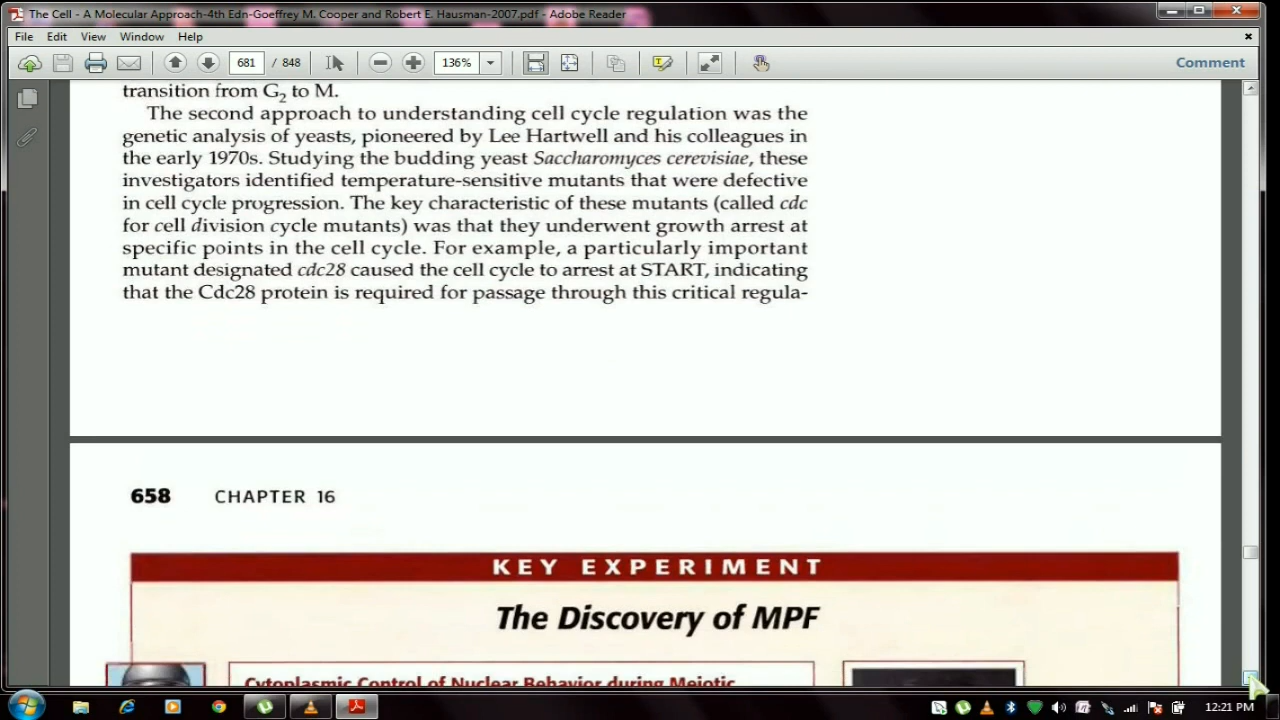 The Cell - A Molecular Approach-4th Edn-Goeffrey M. Cooper and Robert E. Hausman-2007.pdf - Adobe Reader
File Edit View Window Help
681 / 848 136% Comment
transition from G2 to M.
The second approach to understanding cell cycle regulation was the
genetic analysis of yeasts, pioneered by Lee Hartwell and his colleagues in
the early 1970s. Studying the budding yeast Saccharomyces cerevisiae, these
investigators identified temperature-sensitive mutants that were defective
in cell cycle progression. The key characteristic of these mutants (called cdc
for cell division cycle mutants) was that they underwent growth arrest at
specific points in the cell cycle. For example, a particularly important
mutant designated cdc28 caused the cell cycle to arrest at START, indicating
that the Cdc28 protein is required for passage through this critical regula-
658 CHAPTER 16
KEY EXPERIMENT
The Discovery of MPF
Cytoplasmic Control of Nuclear Behavior during Meiotic
12:21 PM